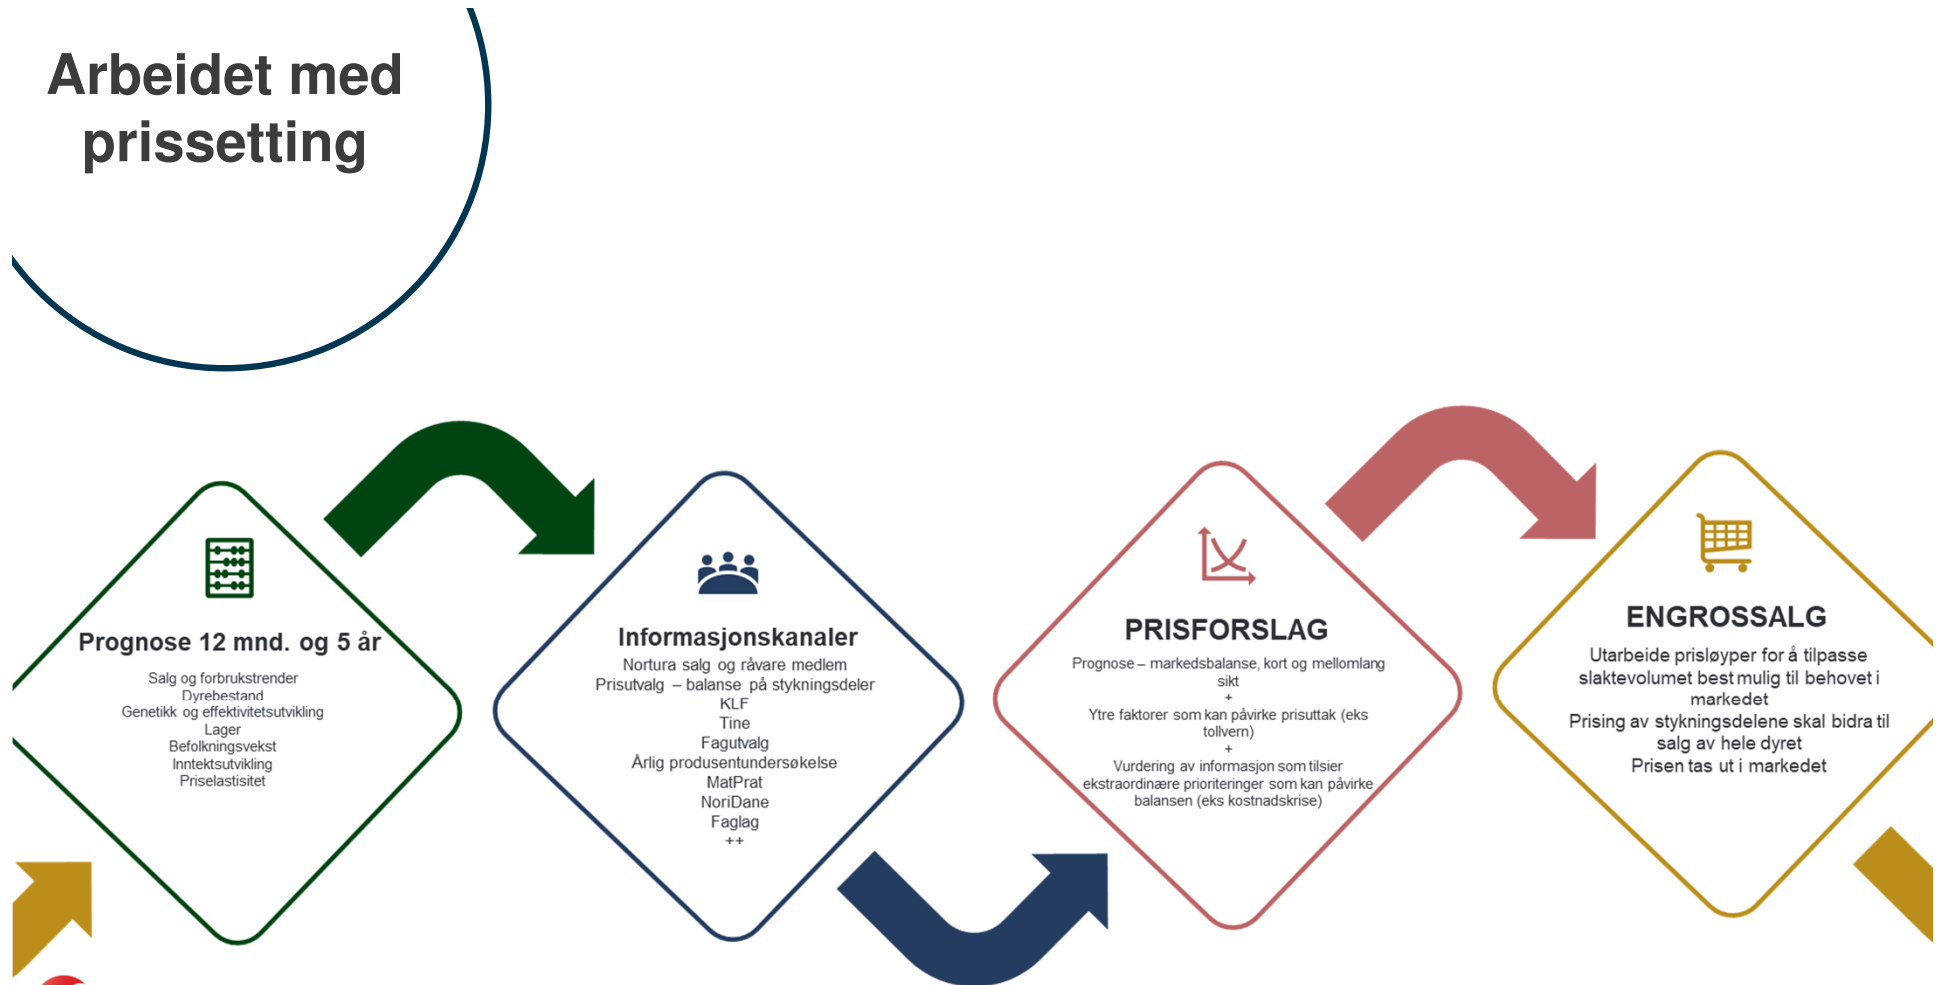 Arbeidet med
prissetting
Prognose 12 mnd. og 5 år
Salg og forbrukstrender
Dyrebestand
Genetikk og effektivitetsutvikling
Lager
Befolkningsvekst
Inntektsutvikling
Priselastisitet
Informasjonskanaler
Nortura salg og råvare medlem
Prisutvalg – balanse på stykningsdeler
KLF
Tine
Fagutvalg
Årlig produsentundersøkelse
MatPrat
NoriDane
Faglag
++
PRISFORSLAG
Prognose – markedsbalanse, kort og mellomlang
sikt
+
Ytre faktorer som kan påvirke prisuttak (eks
tollvern)
+
Vurdering av informasjon som tilsier
ekstraordinære prioriteringer som kan påvirke
balansen (eks kostnadskrise)
ENGROSSALG
Utarbeide prisløyper for å tilpasse
slaktevolumet best mulig til behovet i
markedet
Prising av stykningsdelene skal bidra til
salg av hele dyret
Prisen tas ut i markedet